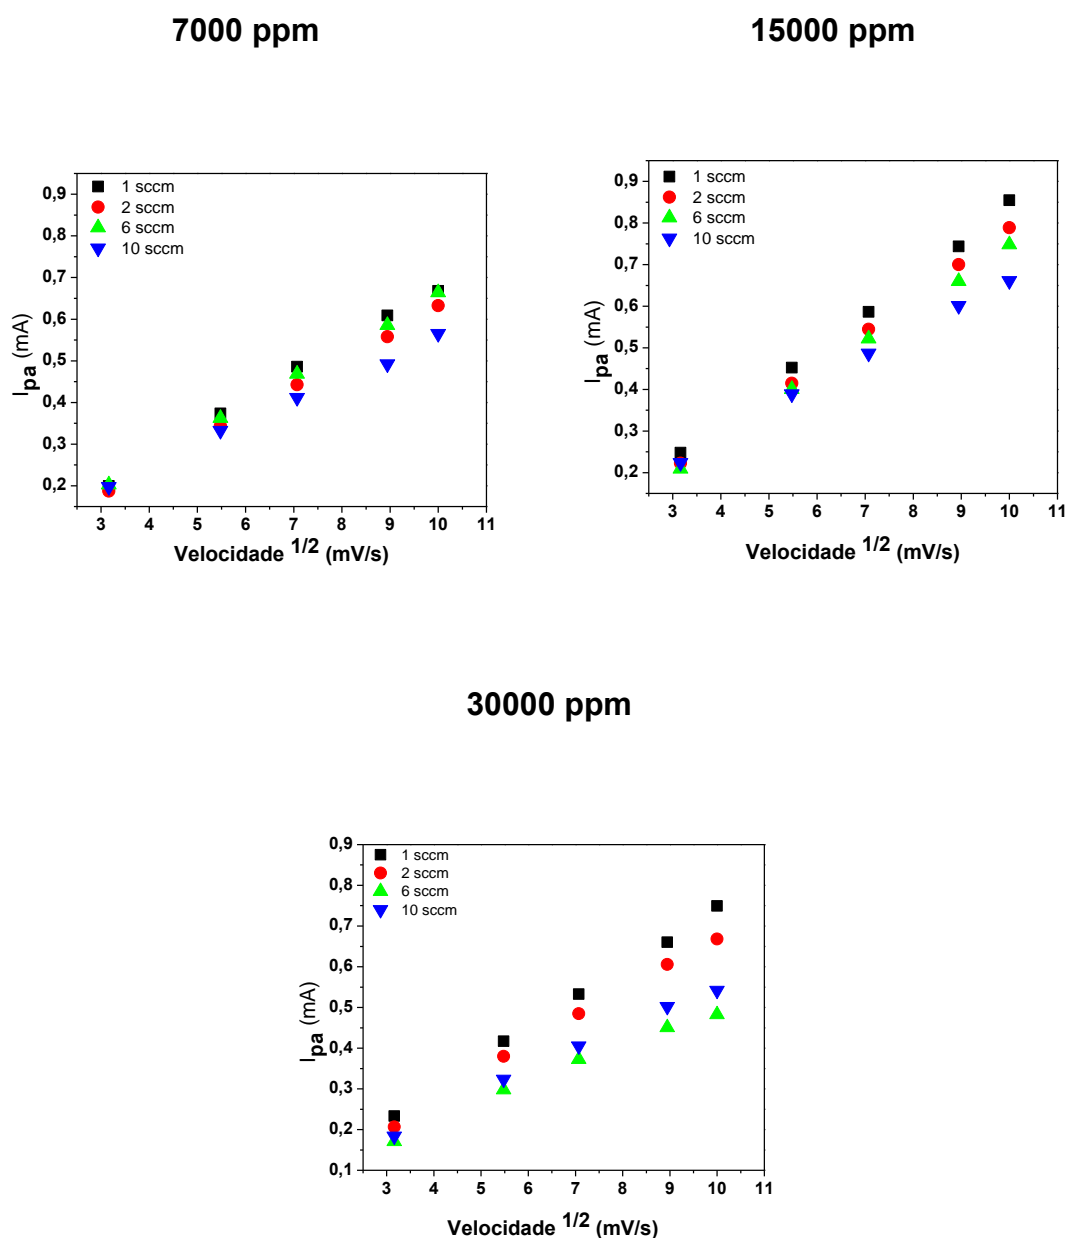 7000 ppm
15000 ppm
1 sccm
2 sccm
6 sccm
10 sccm
0,9
0,8
0,7
0,6
0,5
0,4
0,3
0,2
Ipa (mA)
3 4 5 6 7 8 9 10 11
Velocidade 1/2 (mV/s)
1 sccm
2 sccm
6 sccm
10 sccm
0,9
0,8
0,7
0,6
0,5
0,4
0,3
0,2
Ipa (mA)
3 4 5 6 7 8 9 10 11
Velocidade 1/2 (mV/s)
30000 ppm
1 sccm
2 sccm
6 sccm
10 sccm
0,9
0,8
0,7
0,6
0,5
0,4
0,3
0,2
0,1
Ipa (mA)
3 4 5 6 7 8 9 10 11
Velocidade 1/2 (mV/s)